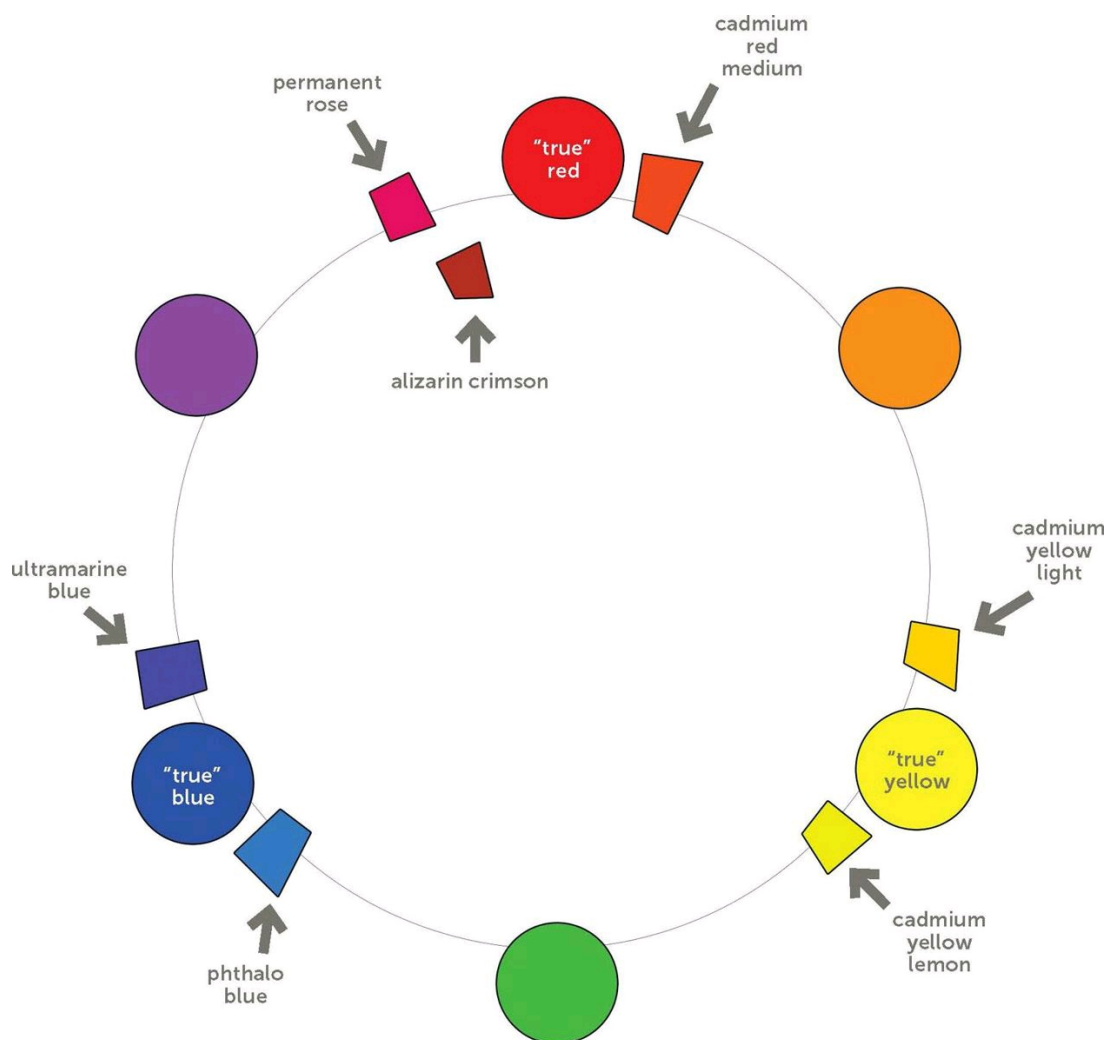 cadmium
red
medium
permanent
rose
“true”
red
alizarin crimson
cadmium
yellow
light
ultramarine
blue
“true”
blue
“true”
yellow
cadmium
yellow
lemon
phthalo
blue